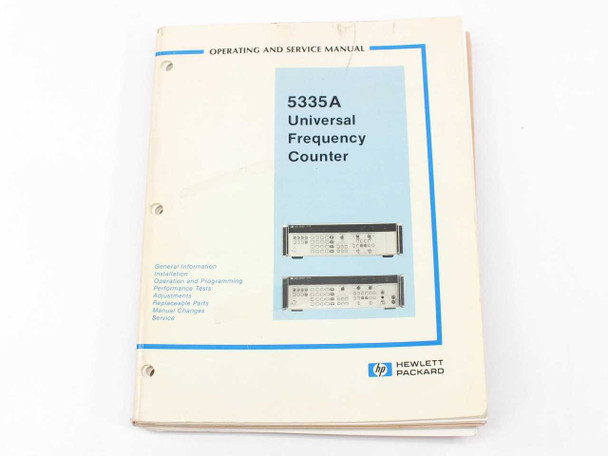 OPERATING AND SERVICE MANUAL
5335A
Universal
Frequency
Counter
General Information
Installation
Operation and Programming
Performance Tests
Adjustments
Replaceable Parts
Manual Changes
Service
hp
HEWLETT
PACKARD